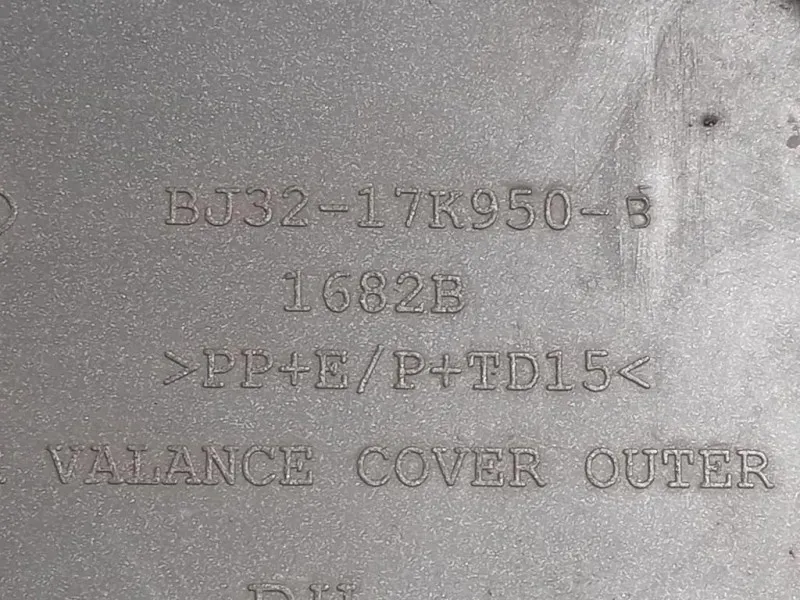 BJ32-17K950-B
1682B
>PP+E/P+TD15<
VALANCE COVER OUTER